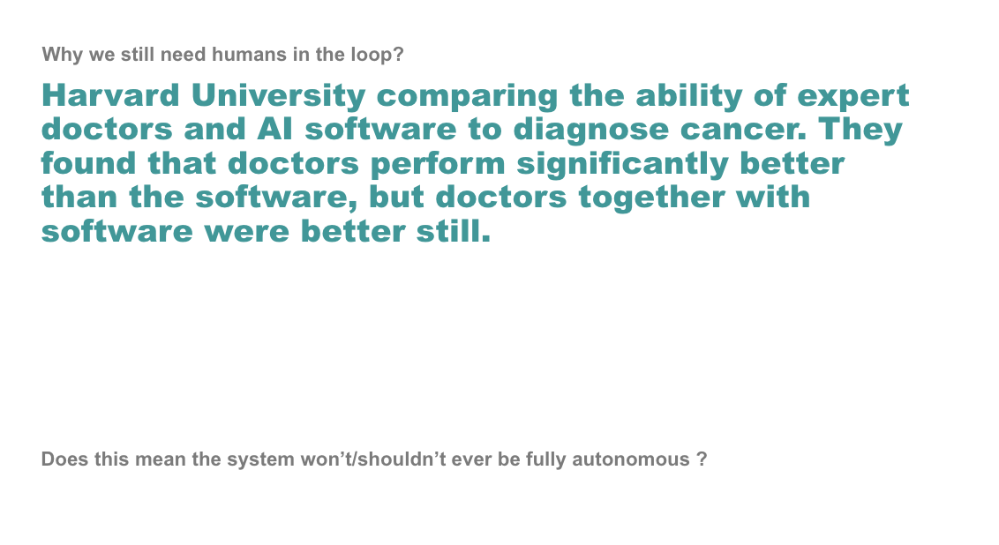 Why we still need humans in the loop?
Harvard University comparing the ability of expert
doctors and AI software to diagnose cancer. They
found that doctors perform significantly better
than the software, but doctors together with
software were better still.
Does this mean the system won’t/shouldn’t ever be fully autonomous ?